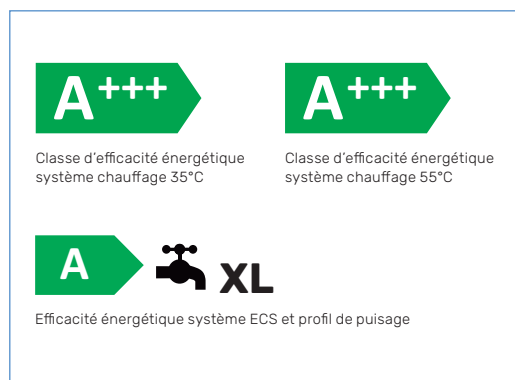 A+++ A+++
Classe d'efficacité énergétique
système chauffage 35°C
Classe d'efficacité énergétique
système chauffage 55°C
A XL
Efficacité énergétique système ECS et profil de puisage